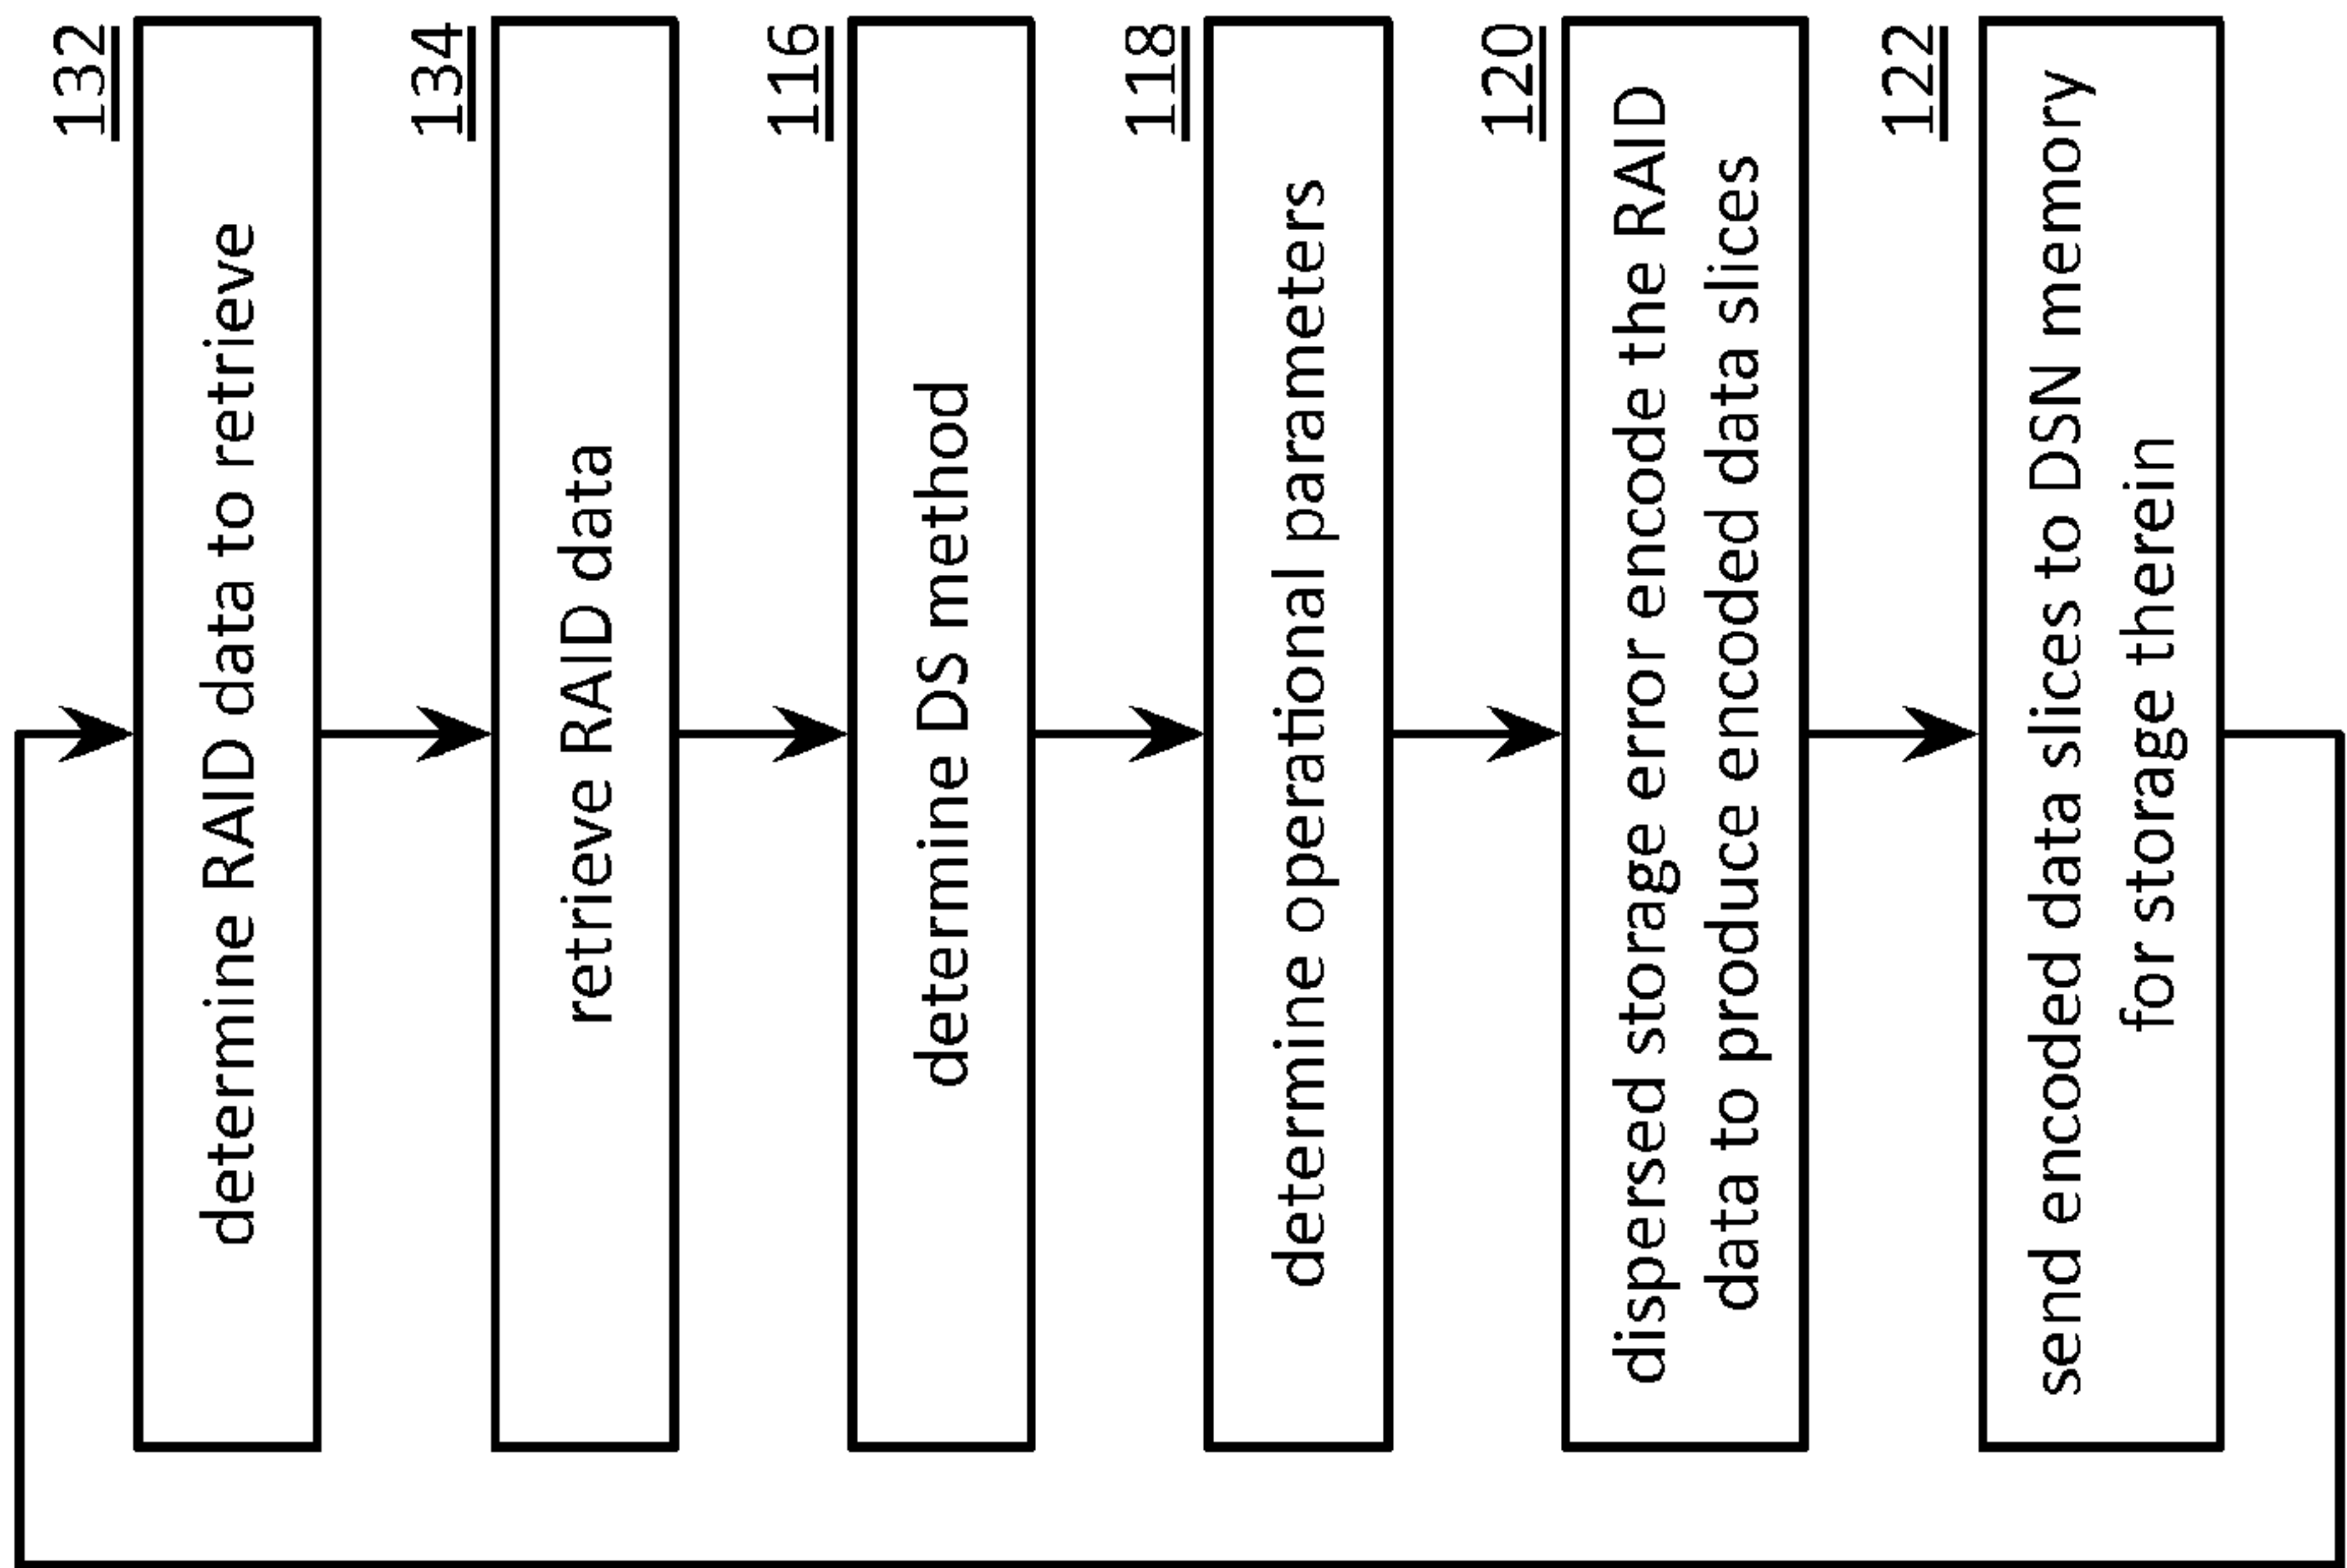 132
determine RAID data to retrieve
134
retrieve RAID data
116
determine DS method
118
determine operational parameters
120
dispersed storage error encode the RAID
data to produce encoded data slices
122
send encoded data slices to DSN memory
for storage therein